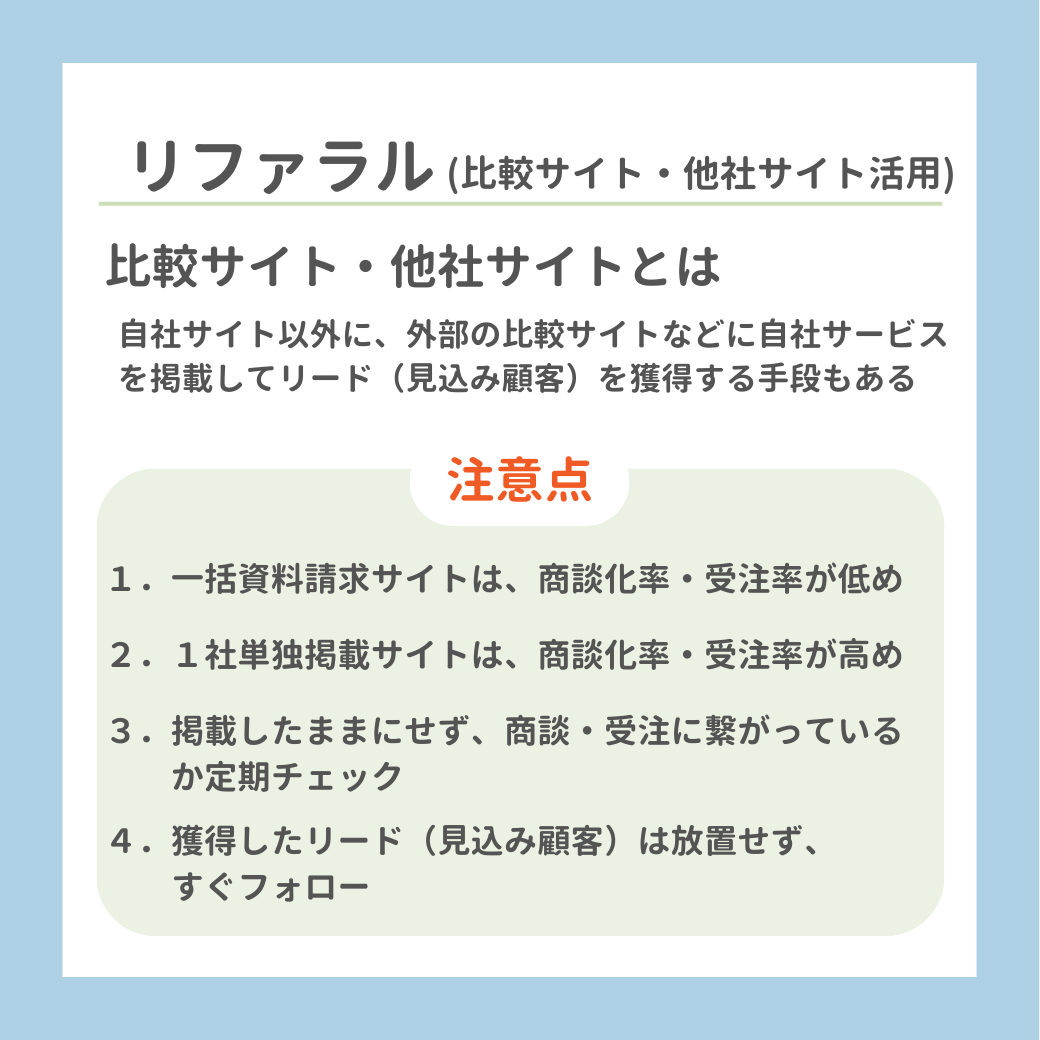 リファラル (比較サイト・他社サイト活用)
比較サイト・他社サイトとは
自社サイト以外に、外部の比較サイトなどに自社サービス
を掲載してリード（見込み顧客）を獲得する手段もある
注意点
１．一括資料請求サイトは、商談化率・受注率が低め
２．１社単独掲載サイトは、商談化率・受注率が高め
３．掲載したままにせず、商談・受注に繋がっている
か定期チェック
４．獲得したリード（見込み顧客）は放置せず、
すぐフォロー